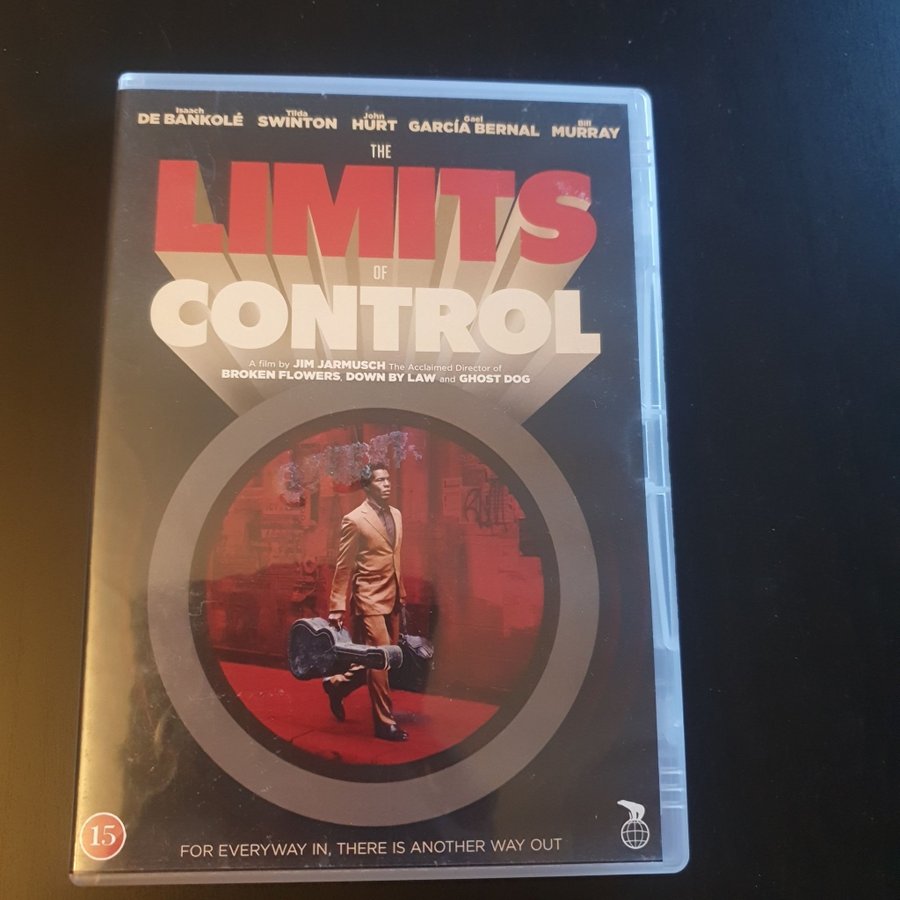 Isaach DE BANKOLÉ Tilda SWINTON John HURT Gael GARCÍA BERNAL Bill MURRAY
THE
LIMITS
OF
CONTROL
A film by JIM JARMUSCH The Acclaimed Director of
BROKEN FLOWERS, DOWN BY LAW and GHOST DOG
15
FOR EVERYWAY IN, THERE IS ANOTHER WAY OUT